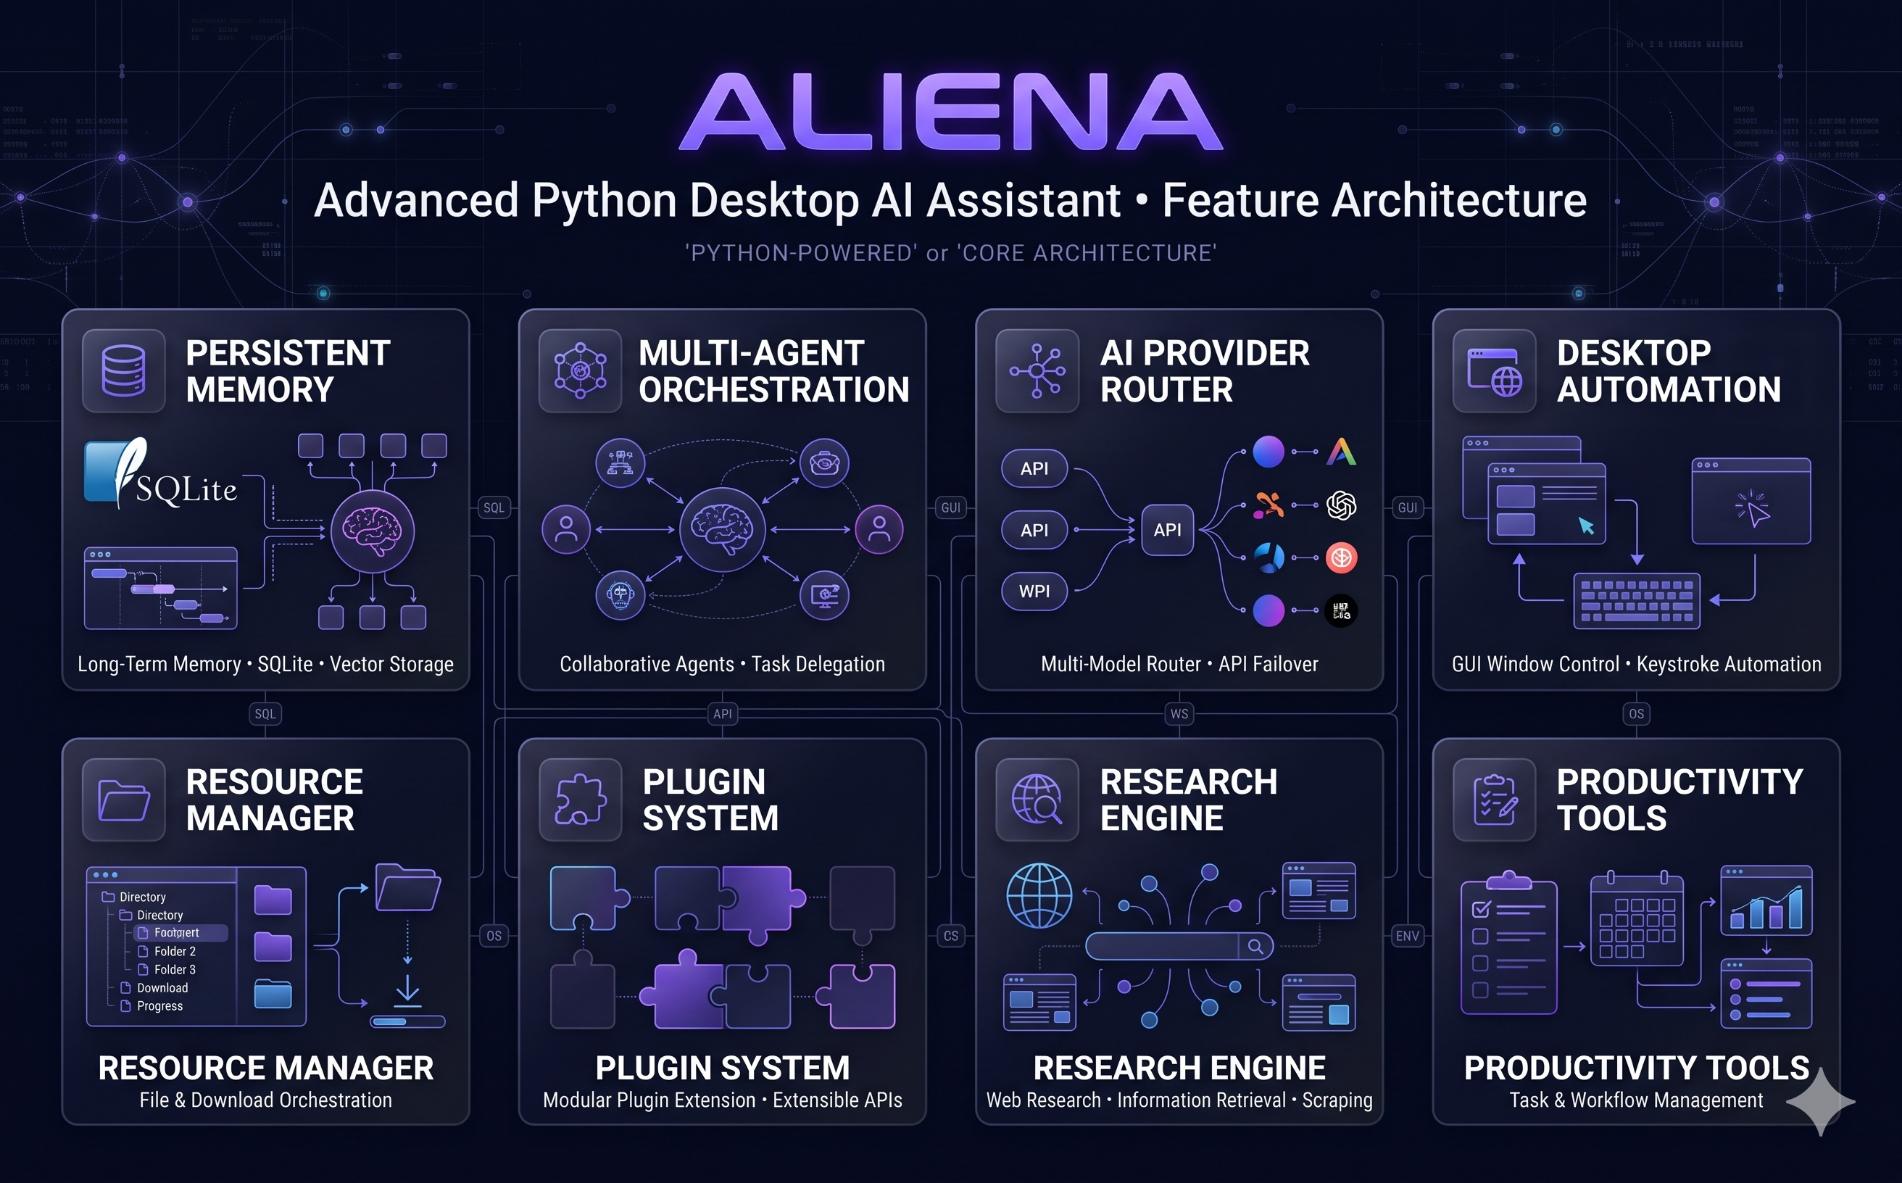 ALIENA
Advanced Python Desktop AI Assistant • Feature Architecture
'PYTHON-POWERED' or 'CORE ARCHITECTURE'
PERSISTENT
MEMORY
SQLite
Long-Term Memory • SQLite • Vector Storage
SQL
MULTI-AGENT
ORCHESTRATION
Collaborative Agents • Task Delegation
GUI
AI PROVIDER
ROUTER
API
API
WPI
API
Multi-Model Router • API Failover
GUI
DESKTOP
AUTOMATION
GUI Window Control • Keystroke Automation
SQL
API
WS
OS
RESOURCE
MANAGER
Directory
Directory
Footqert
Folder 2
Folder 3
Download
Progress
RESOURCE MANAGER
File & Download Orchestration
OS
PLUGIN
SYSTEM
PLUGIN SYSTEM
Modular Plugin Extension • Extensible APIs
CS
RESEARCH
ENGINE
RESEARCH ENGINE
Web Research • Information Retrieval • Scraping
ENV
PRODUCTIVITY
TOOLS
PRODUCTIVITY TOOLS
Task & Workflow Management